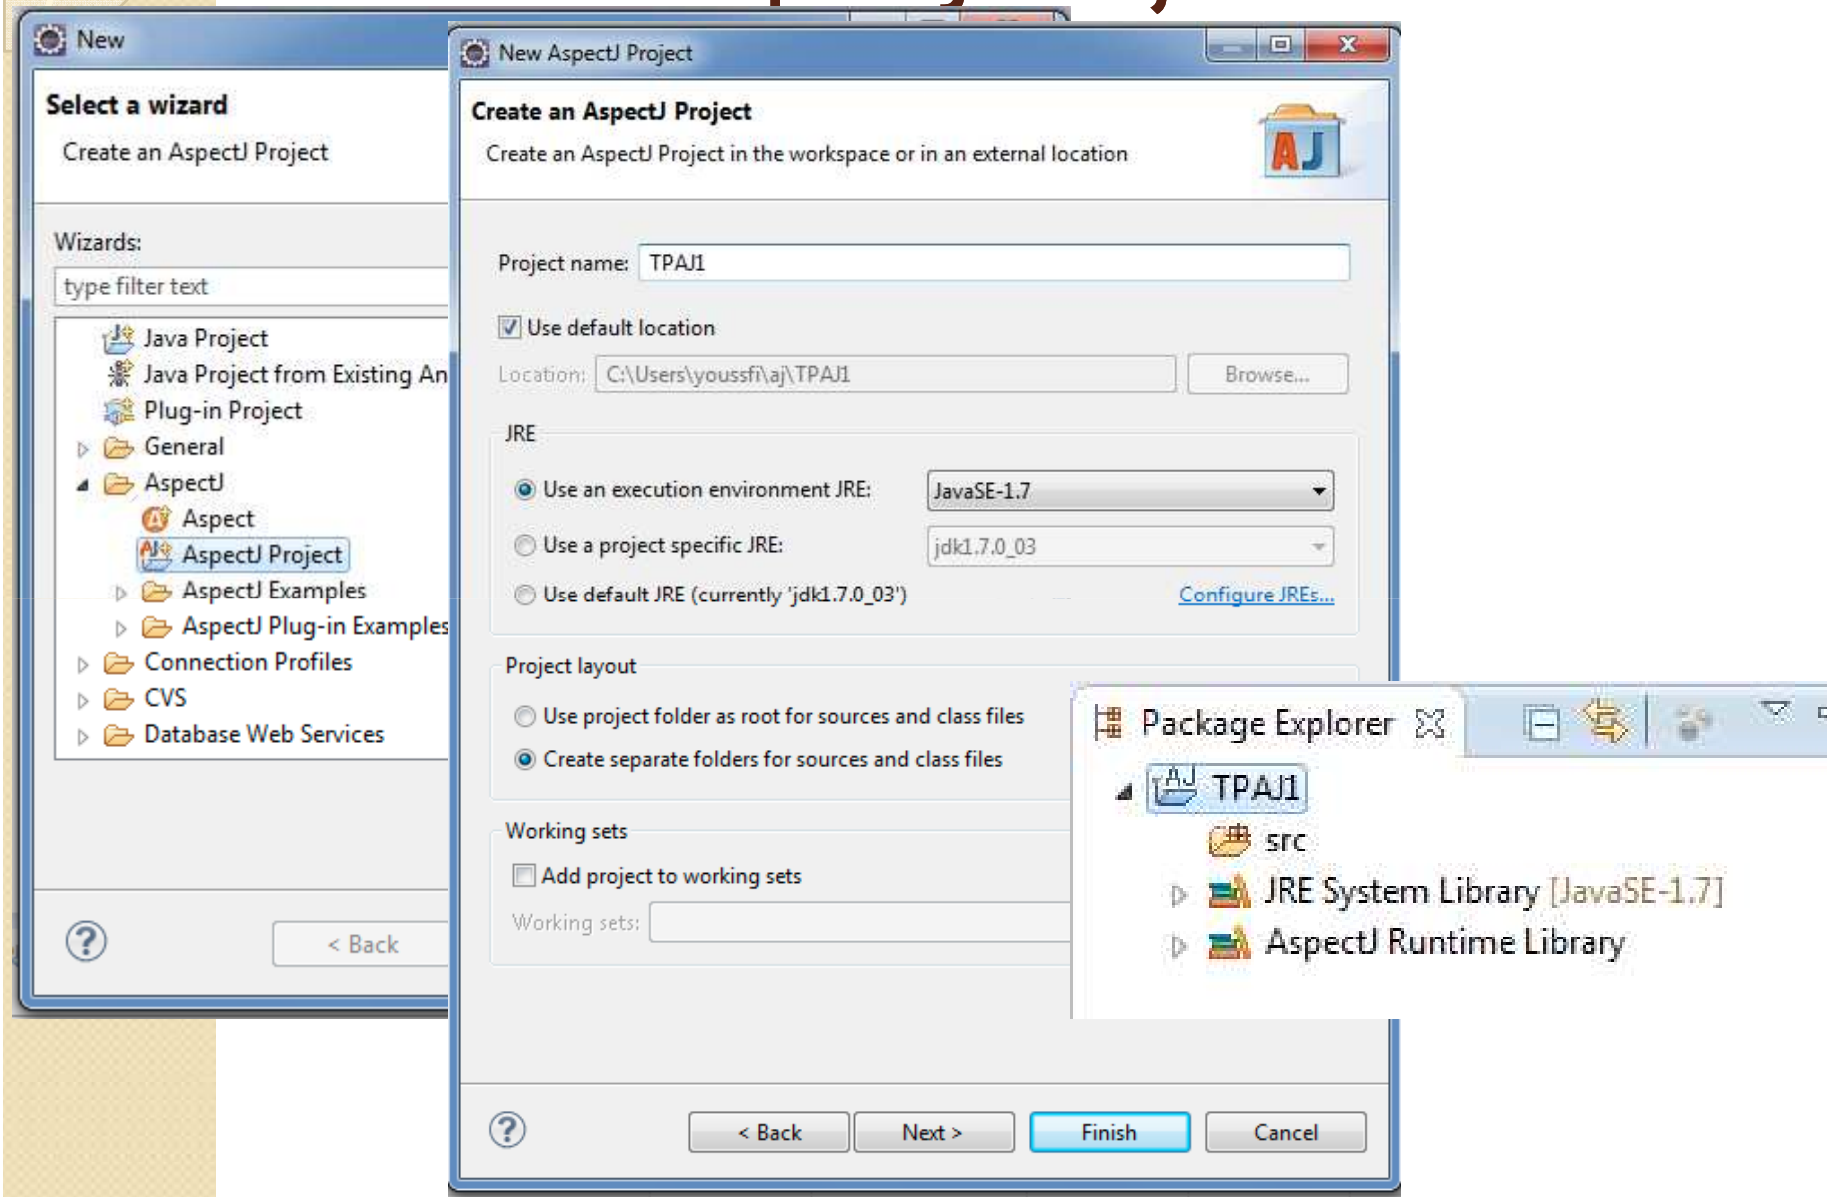 New
Select a wizard
Create an AspectJ Project
Wizards:
type filter text
Java Project
Java Project from Existing An
Plug-in Project
General
AspectJ
Aspect
AspectJ Project
AspectJ Examples
AspectJ Plug-in Examples
Connection Profiles
CVS
Database Web Services
< Back
New AspectJ Project
Create an AspectJ Project
Create an AspectJ Project in the workspace or in an external location
AJ
Project name: TPAJ1
Use default location
Location: C:\Users\youssfi\aj\TPAJ1 Browse...
JRE
Use an execution environment JRE: JavaSE-1.7
Use a project specific JRE: jdk1.7.0_03
Use default JRE (currently 'jdk1.7.0_03') Configure JREs...
Project layout
Use project folder as root for sources and class files
Create separate folders for sources and class files
Working sets
Add project to working sets
Working sets:
< Back Next > Finish Cancel
Package Explorer
TPAJ1
src
JRE System Library [JavaSE-1.7]
AspectJ Runtime Library